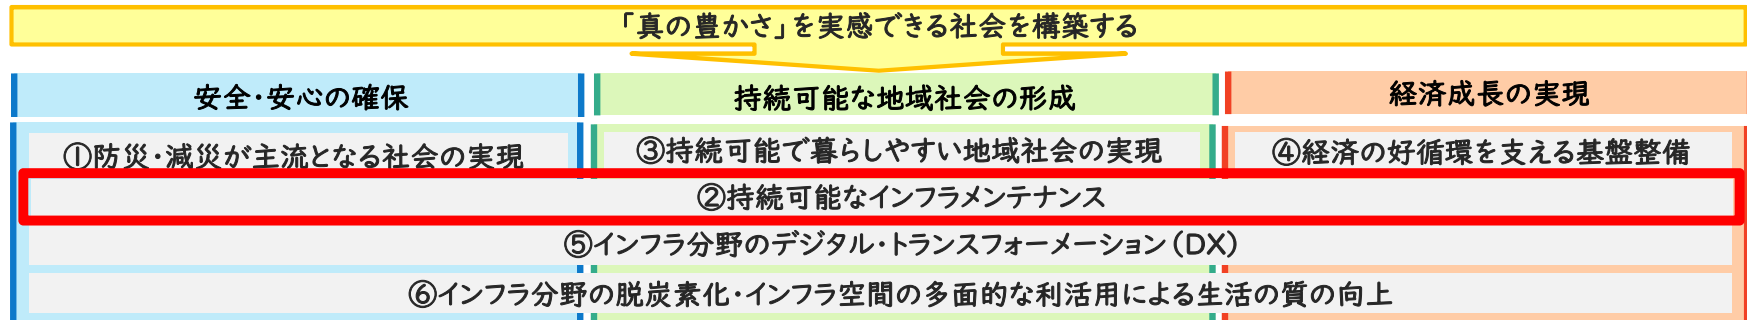 「真の豊かさ」を実感できる社会を構築する
安全・安心の確保
持続可能な地域社会の形成
経済成長の実現
①防災・減災が主流となる社会の実現
③持続可能で暮らしやすい地域社会の実現
④経済の好循環を支える基盤整備
②持続可能なインフラメンテナンス
⑤インフラ分野のデジタル・トランスフォーメーション(DX)
⑥インフラ分野の脱炭素化・インフラ空間の多面的な利活用による生活の質の向上